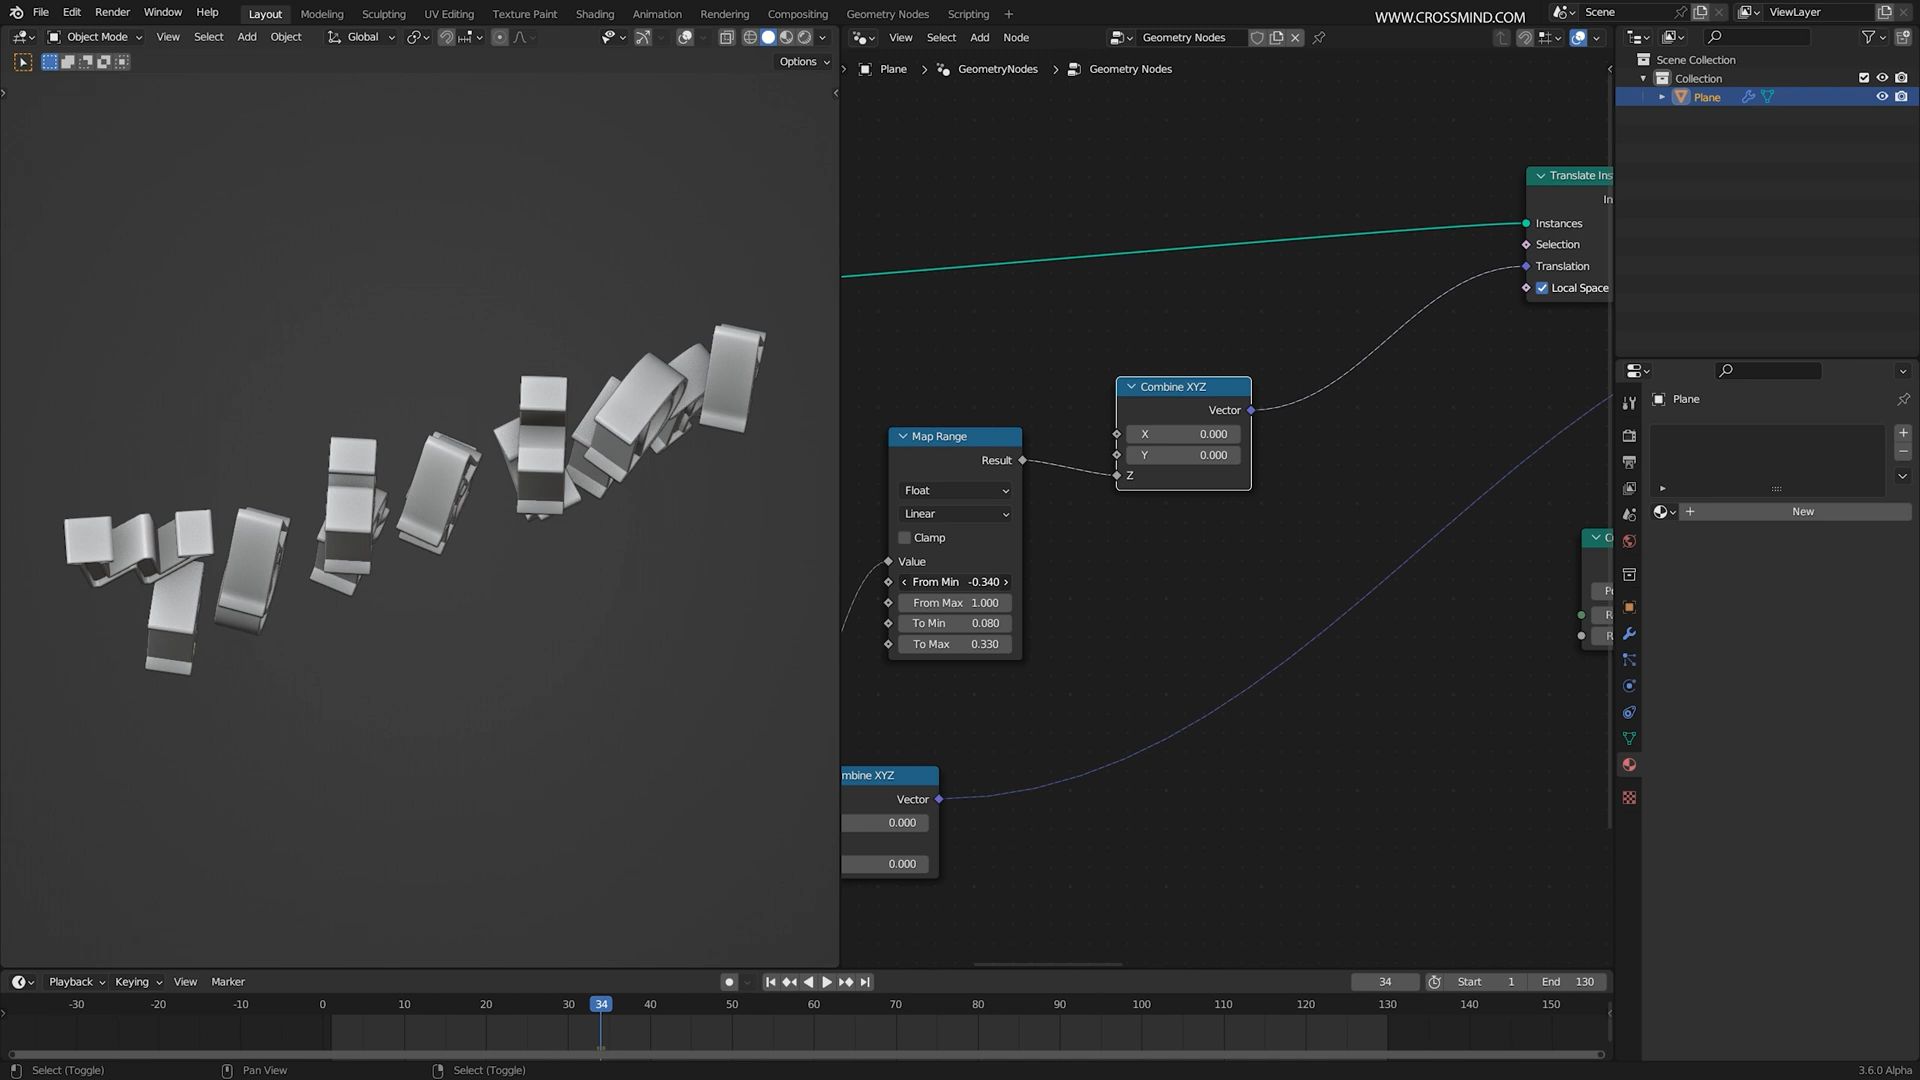 File Edit Render Window Help Layout Modeling Sculpting UV Editing Texture Paint Shading Animation Rendering Compositing Geometry Nodes Scripting +
WWW.CROSSMIND.COM
Scene
ViewLayer
Object Mode View Select Add Object Global
View Select Add Node Geometry Nodes
Options
Plane > GeometryNodes > Geometry Nodes
Scene Collection
Collection
Plane
Translate Ins
In
Instances
Selection
Translation
Local Space
Combine XYZ
Vector
X 0.000
Y 0.000
Z
Map Range
Result
Float
Linear
Clamp
Value
From Min -0.340
From Max 1.000
To Min 0.080
To Max 0.330
mbine XYZ
Vector
0.000
0.000
Plane
New
Playback Keying View Marker
34
Start 1
End 130
-30 -20 -10 0 10 20 30 34 40 50 60 70 80 90 100 110 120 130 140 150
Select (Toggle)
Pan View
Select (Toggle)
3.6.0 Alpha